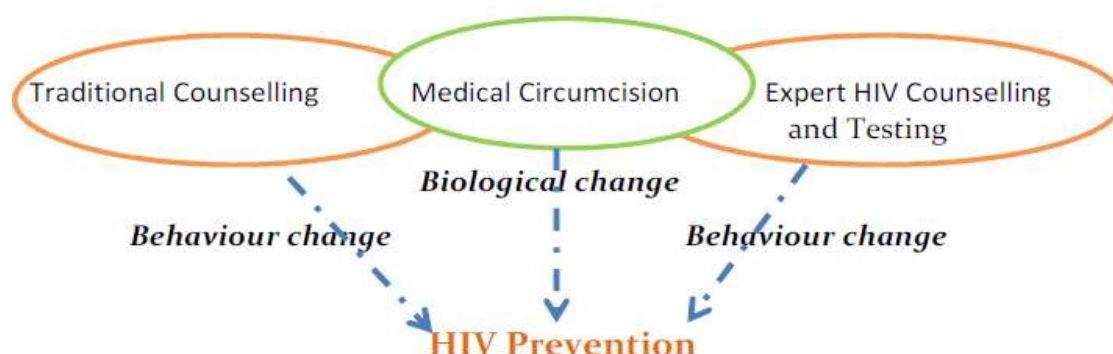 Traditional Counselling
Medical Circumcision
Expert HIV Counselling
and Testing
Biological change
Behaviour change
Behaviour change
HIV Prevention